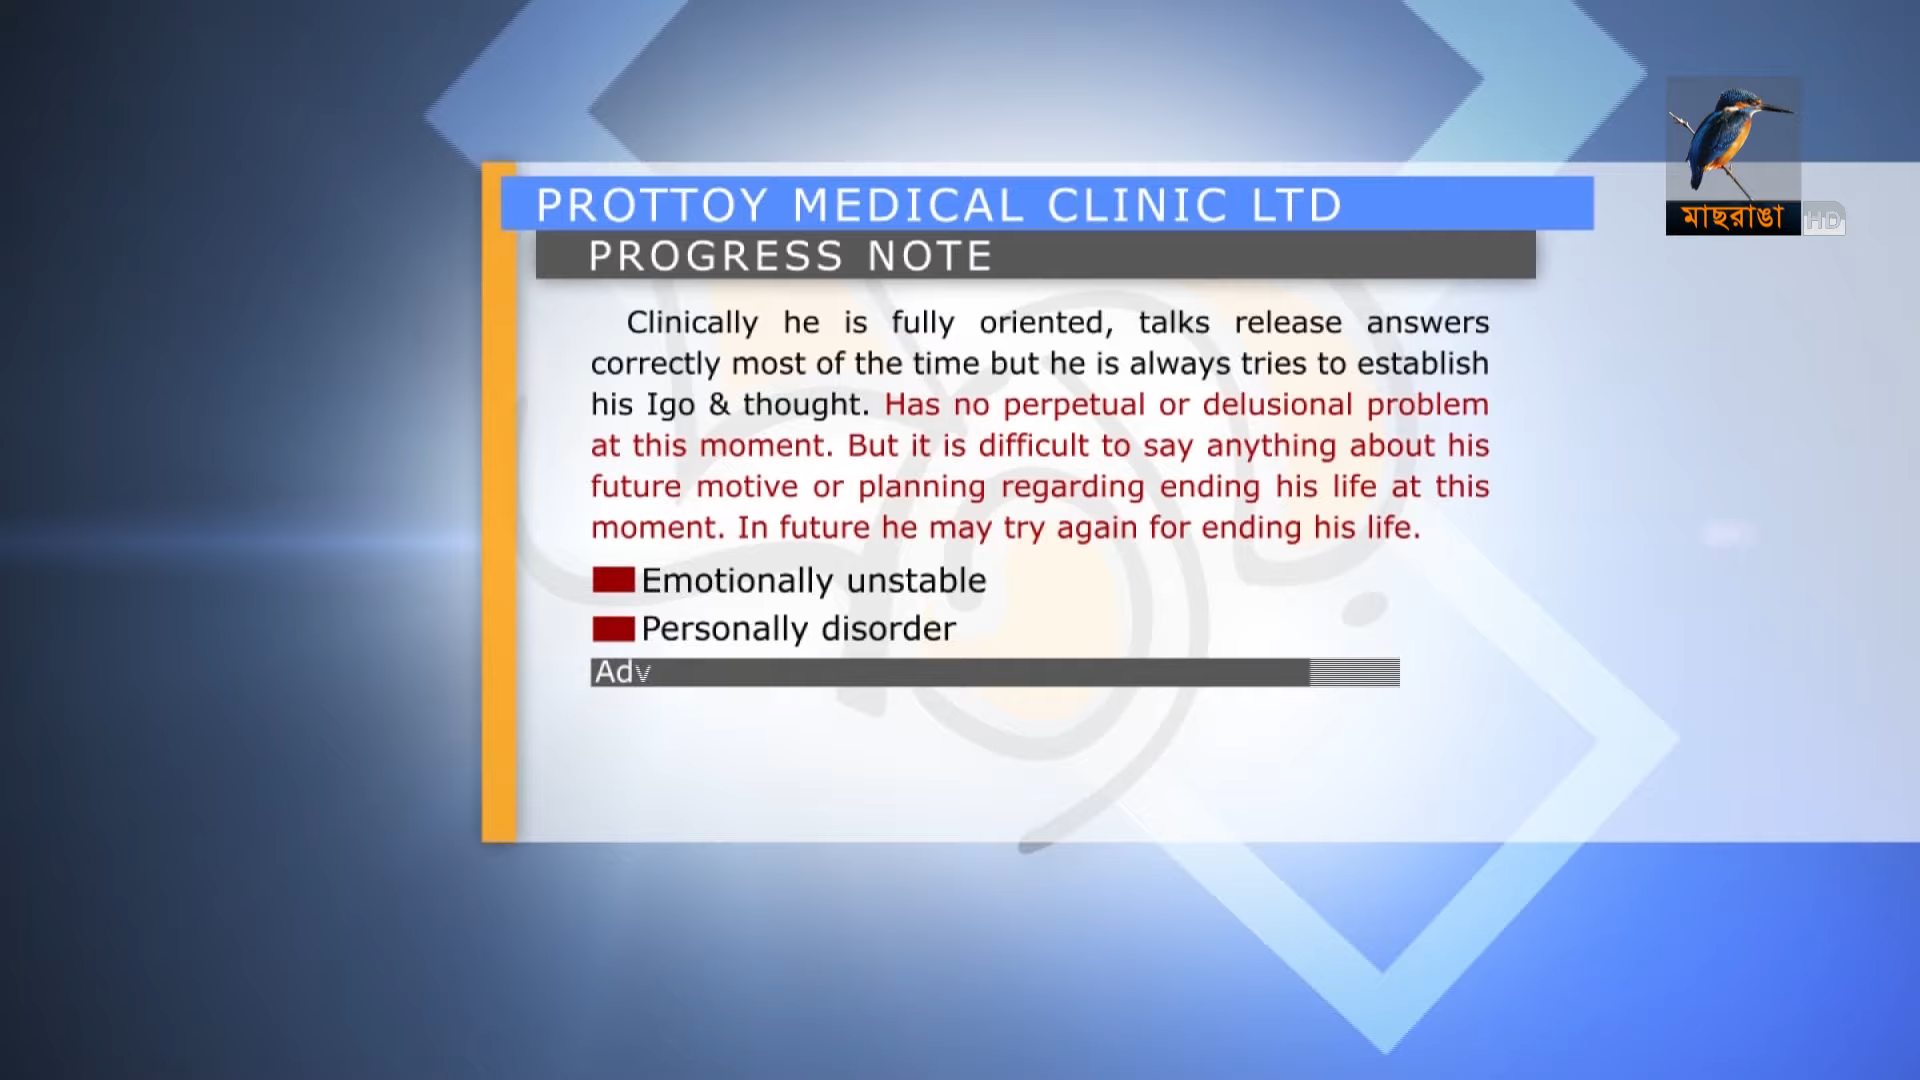 PROTTOY MEDICAL CLINIC LTD
মাছরাঙা HD
PROGRESS NOTE
Clinically he is fully oriented, talks release answers
correctly most of the time but he is always tries to establish
his Igo & thought. Has no perpetual or delusional problem
at this moment. But it is difficult to say anything about his
future motive or planning regarding ending his life at this
moment. In future he may try again for ending his life.
Emotionally unstable
Personally disorder
Adv